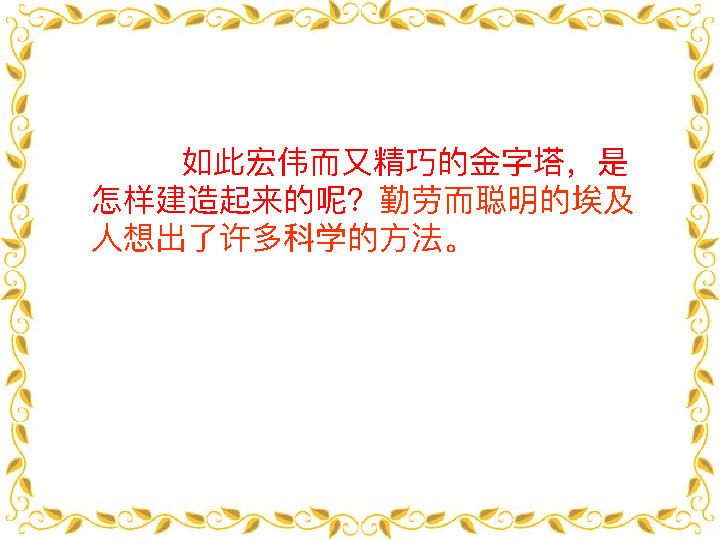 如此宏伟而又精巧的金字塔，是
怎样建造起来的呢？勤劳而聪明的埃及
人想出了许多科学的方法。